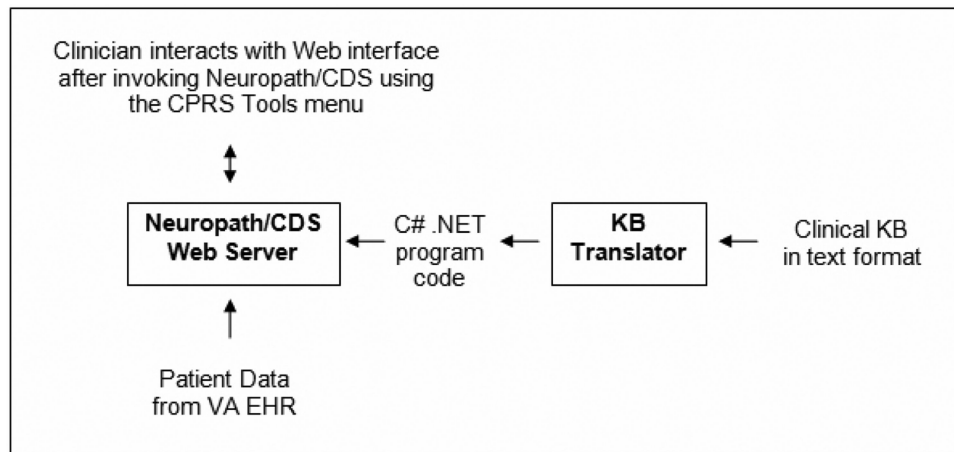 Clinician interacts with Web interface
after invoking Neuropath/CDS using
the CPRS Tools menu
Neuropath/CDS
Web Server
C# .NET
program
code
KB
Translator
Clinical KB
in text format
Patient Data
from VA EHR